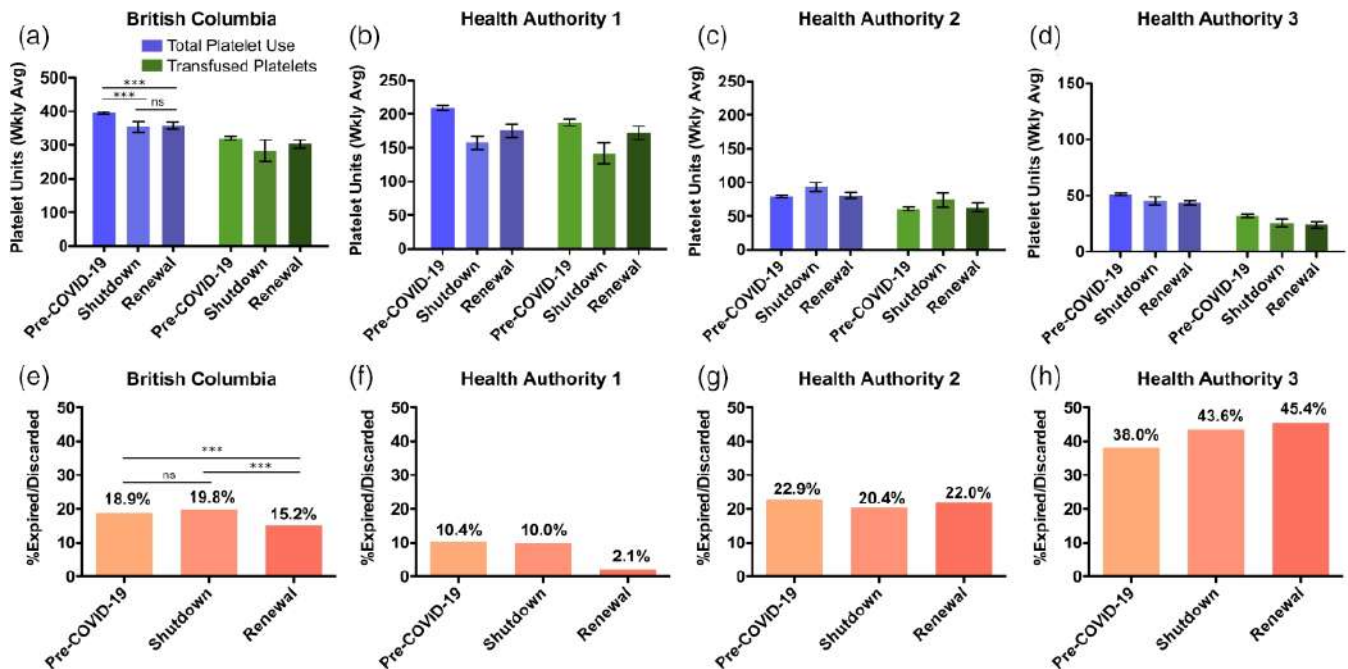 British Columbia
(a)
Total Platelet Use
Transfused Platelets
Platelet Units (Wkly Avg)
500
400
300
200
100
0
***
***
ns
Pre-COVID-19
Shutdown
Renewal
Pre-COVID-19
Shutdown
Renewal
Health Authority 1
(b)
Platelet Units (Wkly Avg)
250
200
150
100
50
0
Pre-COVID-19
Shutdown
Renewal
Pre-COVID-19
Shutdown
Renewal
Health Authority 2
(c)
Platelet Units (Wkly Avg)
250
200
150
100
50
0
Pre-COVID-19
Shutdown
Renewal
Pre-COVID-19
Shutdown
Renewal
Health Authority 3
(d)
Platelet Units (Wkly Avg)
150
100
50
0
Pre-COVID-19
Shutdown
Renewal
Pre-COVID-19
Shutdown
Renewal
(e)
British Columbia
%Expired/Discarded
50
40
30
20
10
0
***
ns
***
18.9%
19.8%
15.2%
Pre-COVID-19
Shutdown
Renewal
(f)
Health Authority 1
%Expired/Discarded
50
40
30
20
10
0
10.4%
10.0%
2.1%
Pre-COVID-19
Shutdown
Renewal
(g)
Health Authority 2
%Expired/Discarded
50
40
30
20
10
0
22.9%
20.4%
22.0%
Pre-COVID-19
Shutdown
Renewal
(h)
Health Authority 3
%Expired/Discarded
50
40
30
20
10
0
38.0%
43.6%
45.4%
Pre-COVID-19
Shutdown
Renewal